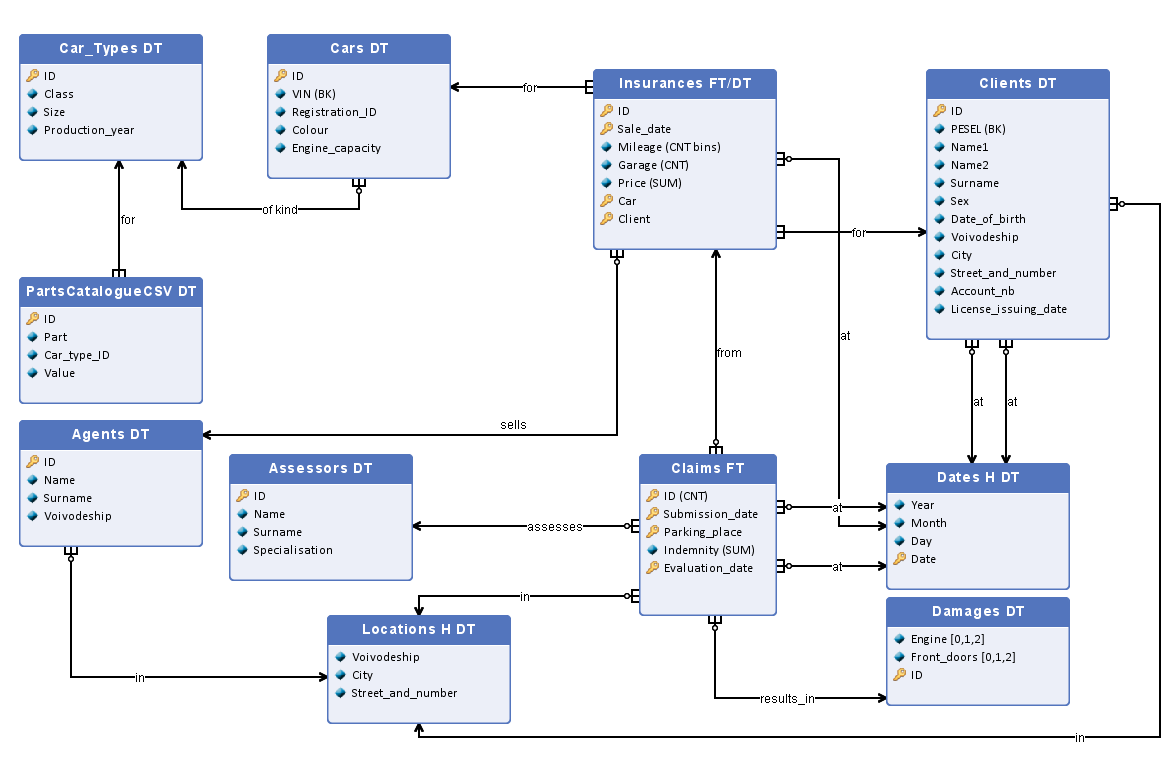 Car_Types DT
ID
Class
Size
Production_year
Cars DT
ID
VIN (BK)
Registration_ID
Colour
Engine_capacity
for
Insurances FT/DT
ID
Sale_date
Mileage (CNT bins)
Garage (CNT)
Price (SUM)
Car
Client
Clients DT
ID
PESEL (BK)
Name1
Name2
Surname
Sex
Date_of_birth
Voivodeship
City
Street_and_number
Account_nb
License_issuing_date
for
of kind
for
PartsCatalogueCSV DT
ID
Part
Car_type_ID
Value
at
from
at
at
sells
Agents DT
ID
Name
Surname
Voivodeship
Assessors DT
ID
Name
Surname
Specialisation
assesses
Claims FT
ID (CNT)
Submission_date
Parking_place
Indemnity (SUM)
Evaluation_date
at
at
Dates H DT
Year
Month
Day
Date
in
Locations H DT
Voivodeship
City
Street_and_number
in
Damages DT
Engine [0,1,2]
Front_doors [0,1,2]
ID
results_in
in